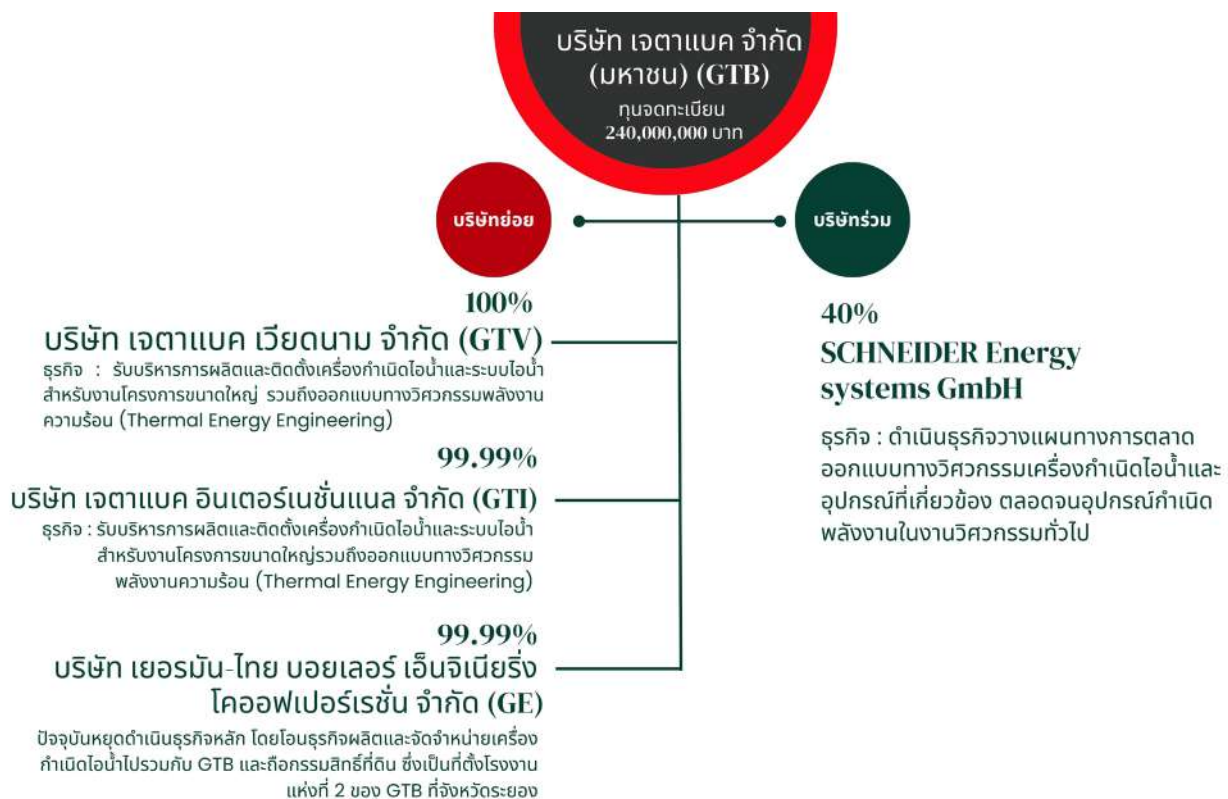 บริษัท เจตาแบค จำกัด
(มหาชน) (GTB)
ทุนจดทะเบียน
240,000,000 บาท
บริษัทย่อย
บริษัทร่วม
100%
บริษัท เจตาแบค เวียดนาม จำกัด (GTV)
ธุรกิจ : รับบริหารการผลิตและติดตั้งเครื่องกำเนิดไอน้ำและระบบไอน้ำ
สำหรับงานโครงการขนาดใหญ่ รวมถึงออกแบบทางวิศวกรรมพลังงาน
ความร้อน (Thermal Energy Engineering)
99.99%
บริษัท เจตาแบค อินเตอร์เนชั่นแนล จำกัด (GTI)
ธุรกิจ : รับบริหารการผลิตและติดตั้งเครื่องกำเนิดไอน้ำและระบบไอน้ำ
สำหรับงานโครงการขนาดใหญ่รวมถึงออกแบบทางวิศวกรรม
พลังงานความร้อน (Thermal Energy Engineering)
99.99%
บริษัท เยอรมัน-ไทย บอยเลอร์ เอ็นจิเนียริ่ง
โคออฟเปอร์เรชั่น จำกัด (GE)
ปัจจุบันหยุดดำเนินธุรกิจหลัก โดยโอนธุรกิจผลิตและจัดจำหน่ายเครื่อง
กำเนิดไอน้ำไปรวมกับ GTB และถือกรรมสิทธิ์ที่ดิน ซึ่งเป็นที่ตั้งโรงงาน
แห่งที่ 2 ของ GTB ที่จังหวัดระยอง
40%
SCHNEIDER Energy
systems GmbH
ธุรกิจ : ดำเนินธุรกิจวางแผนทางการตลาด
ออกแบบทางวิศวกรรมเครื่องกำเนิดไอน้ำและ
อุปกรณ์ที่เกี่ยวข้อง ตลอดจนอุปกรณ์กำเนิด
พลังงานในงานวิศวกรรมทั่วไป